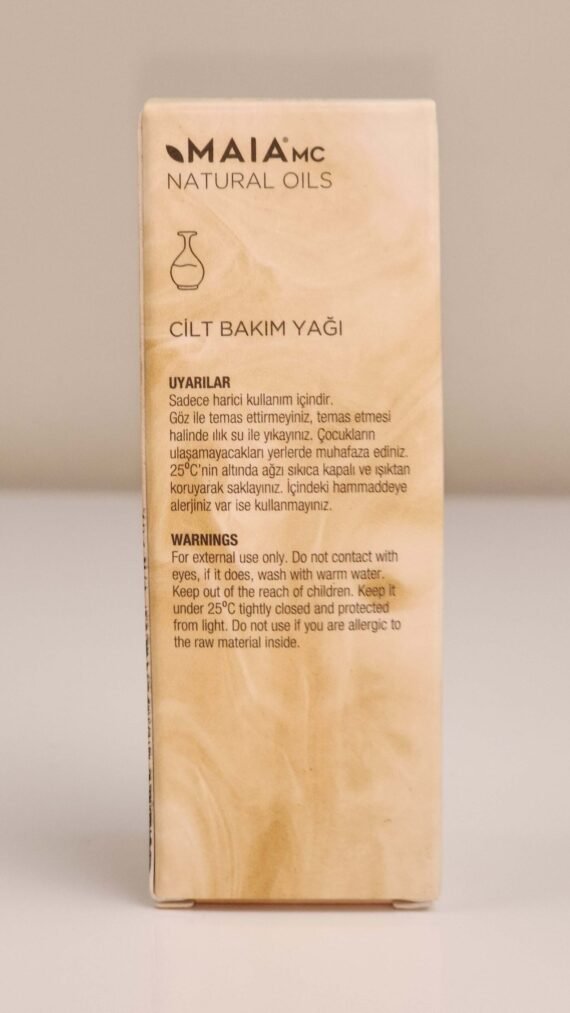 MAIA® MC
NATURAL OILS
CİLT BAKIM YAĞI
UYARILAR
Sadece harici kullanım içindir.
Göz ile temas ettirmeyiniz, temas etmesi
halinde ılık su ile yıkayınız. Çocukların
ulaşamayacakları yerlerde muhafaza ediniz.
25⁰C'nin altında ağzı sıkıca kapalı ve ışıktan
koruyarak saklayınız. İçindeki hammaddeye
alerjiniz var ise kullanmayınız.
WARNINGS
For external use only. Do not contact with
eyes, if it does, wash with warm water.
Keep out of the reach of children. Keep it
under 25⁰C tightly closed and protected
from light. Do not use if you are allergic to
the raw material inside.